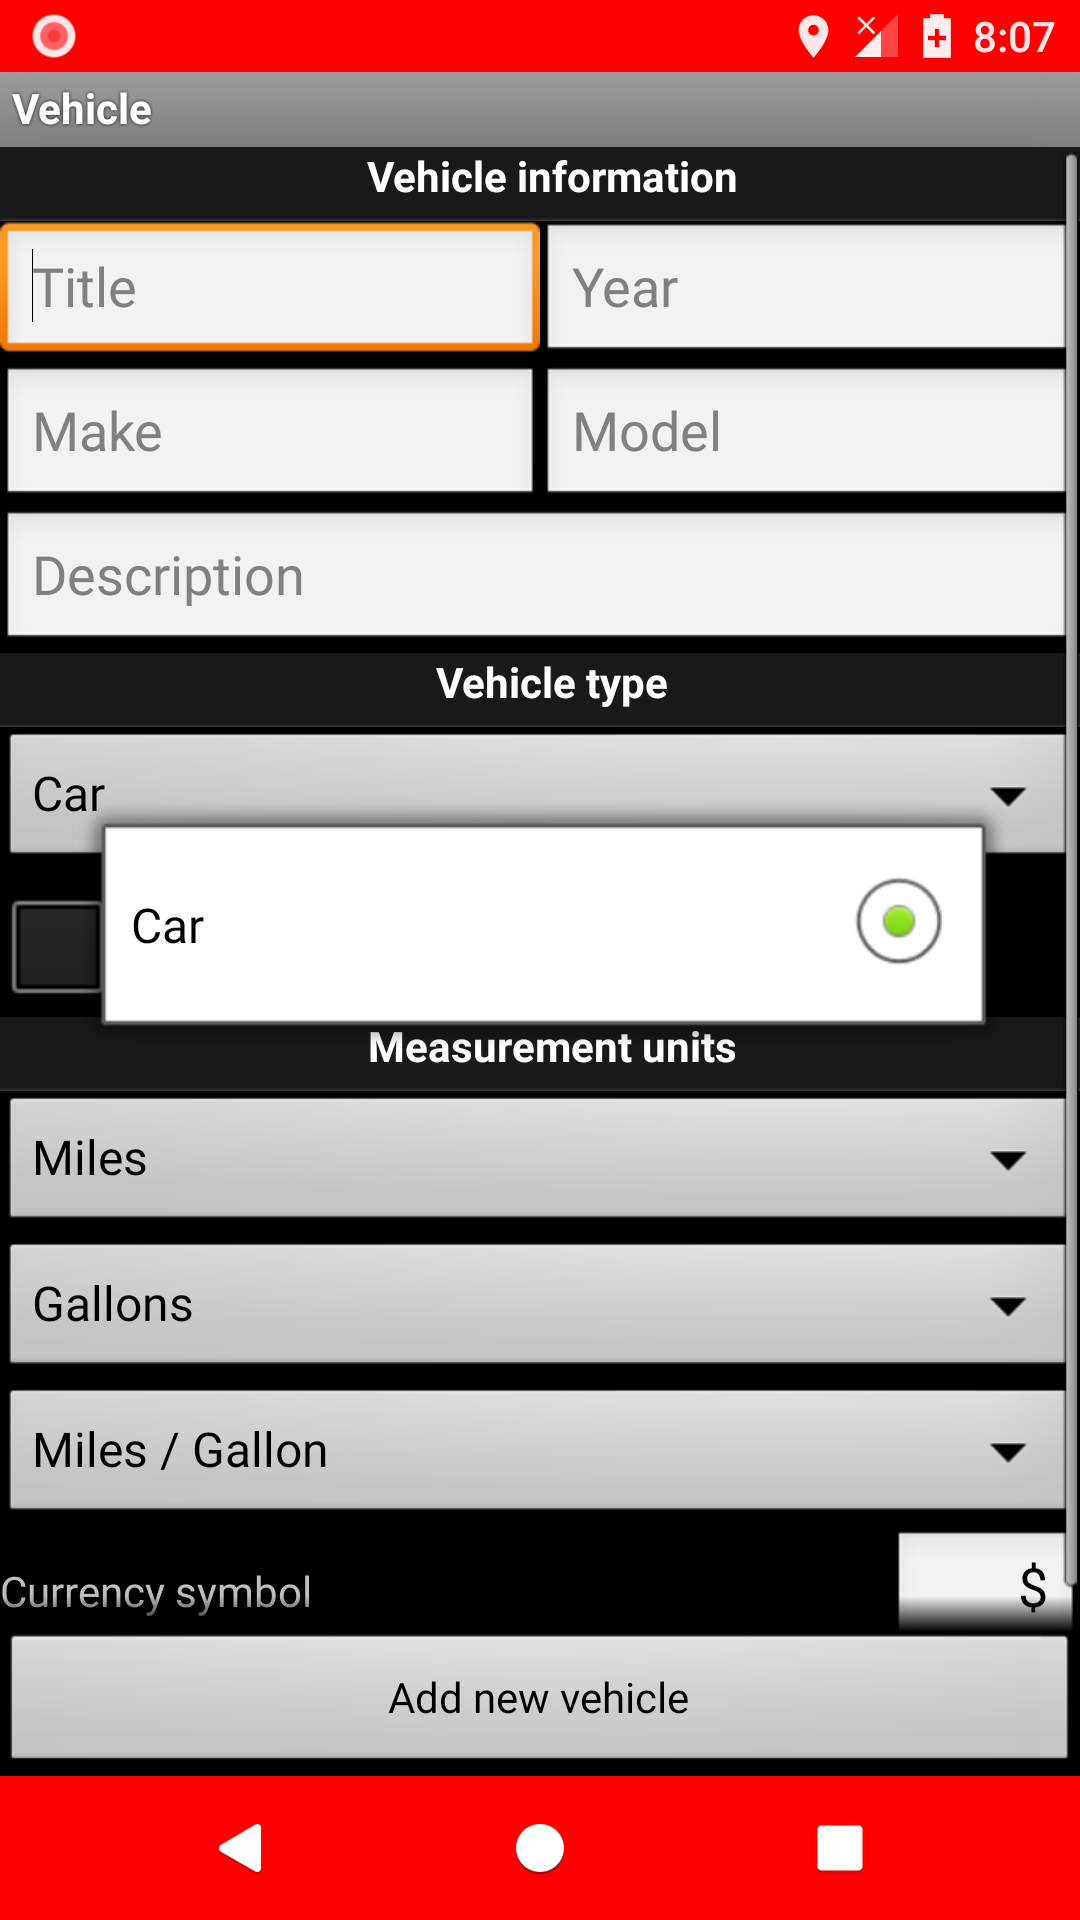 8:07
Vehicle
Vehicle information
Title Year
Make Model
Description
Vehicle type
Car
Car
Measurement units
Miles
Gallons
Miles / Gallon
Currency symbol $
Add new vehicle